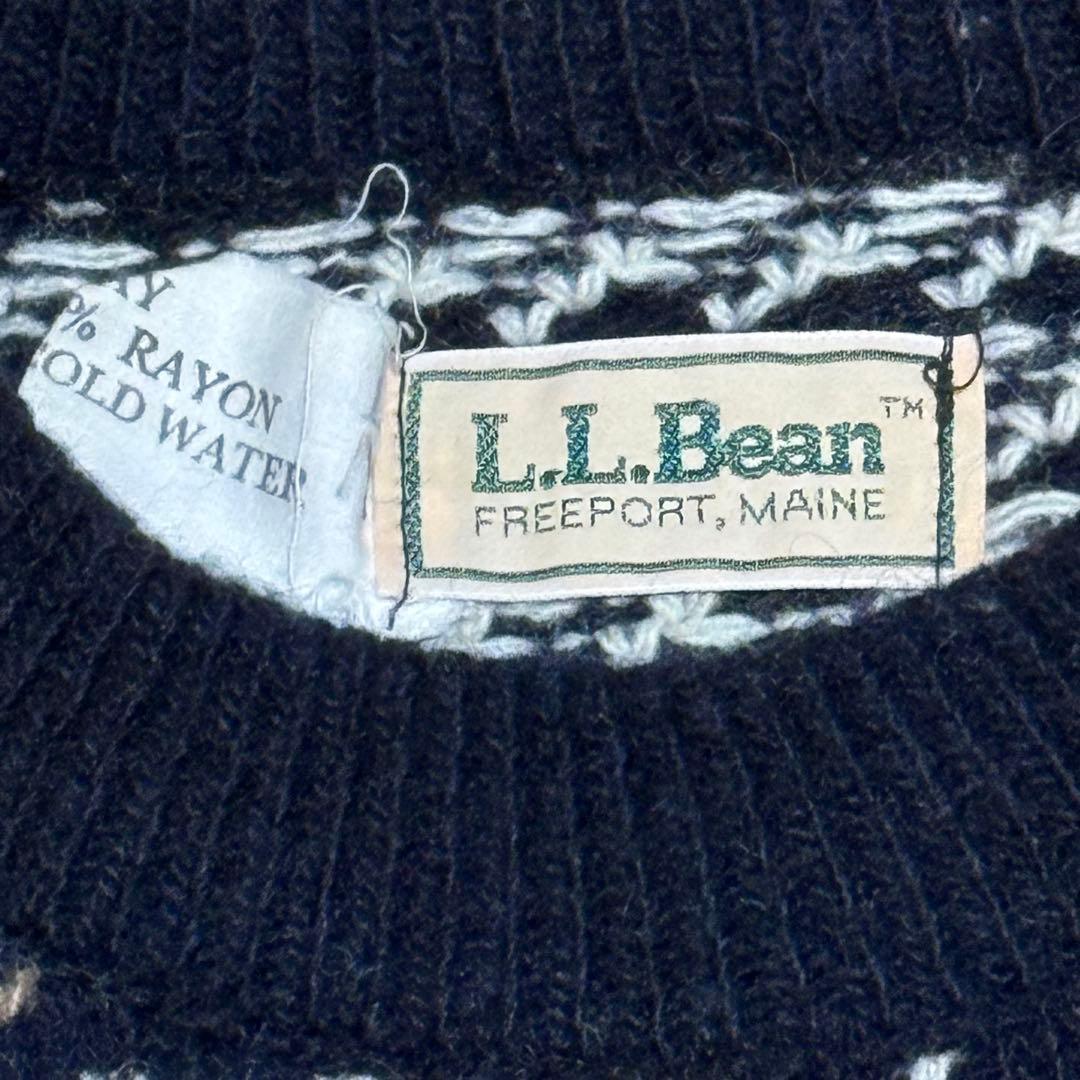 % RAYON
OLD WATER
L.L.Bean™
FREEPORT, MAINE